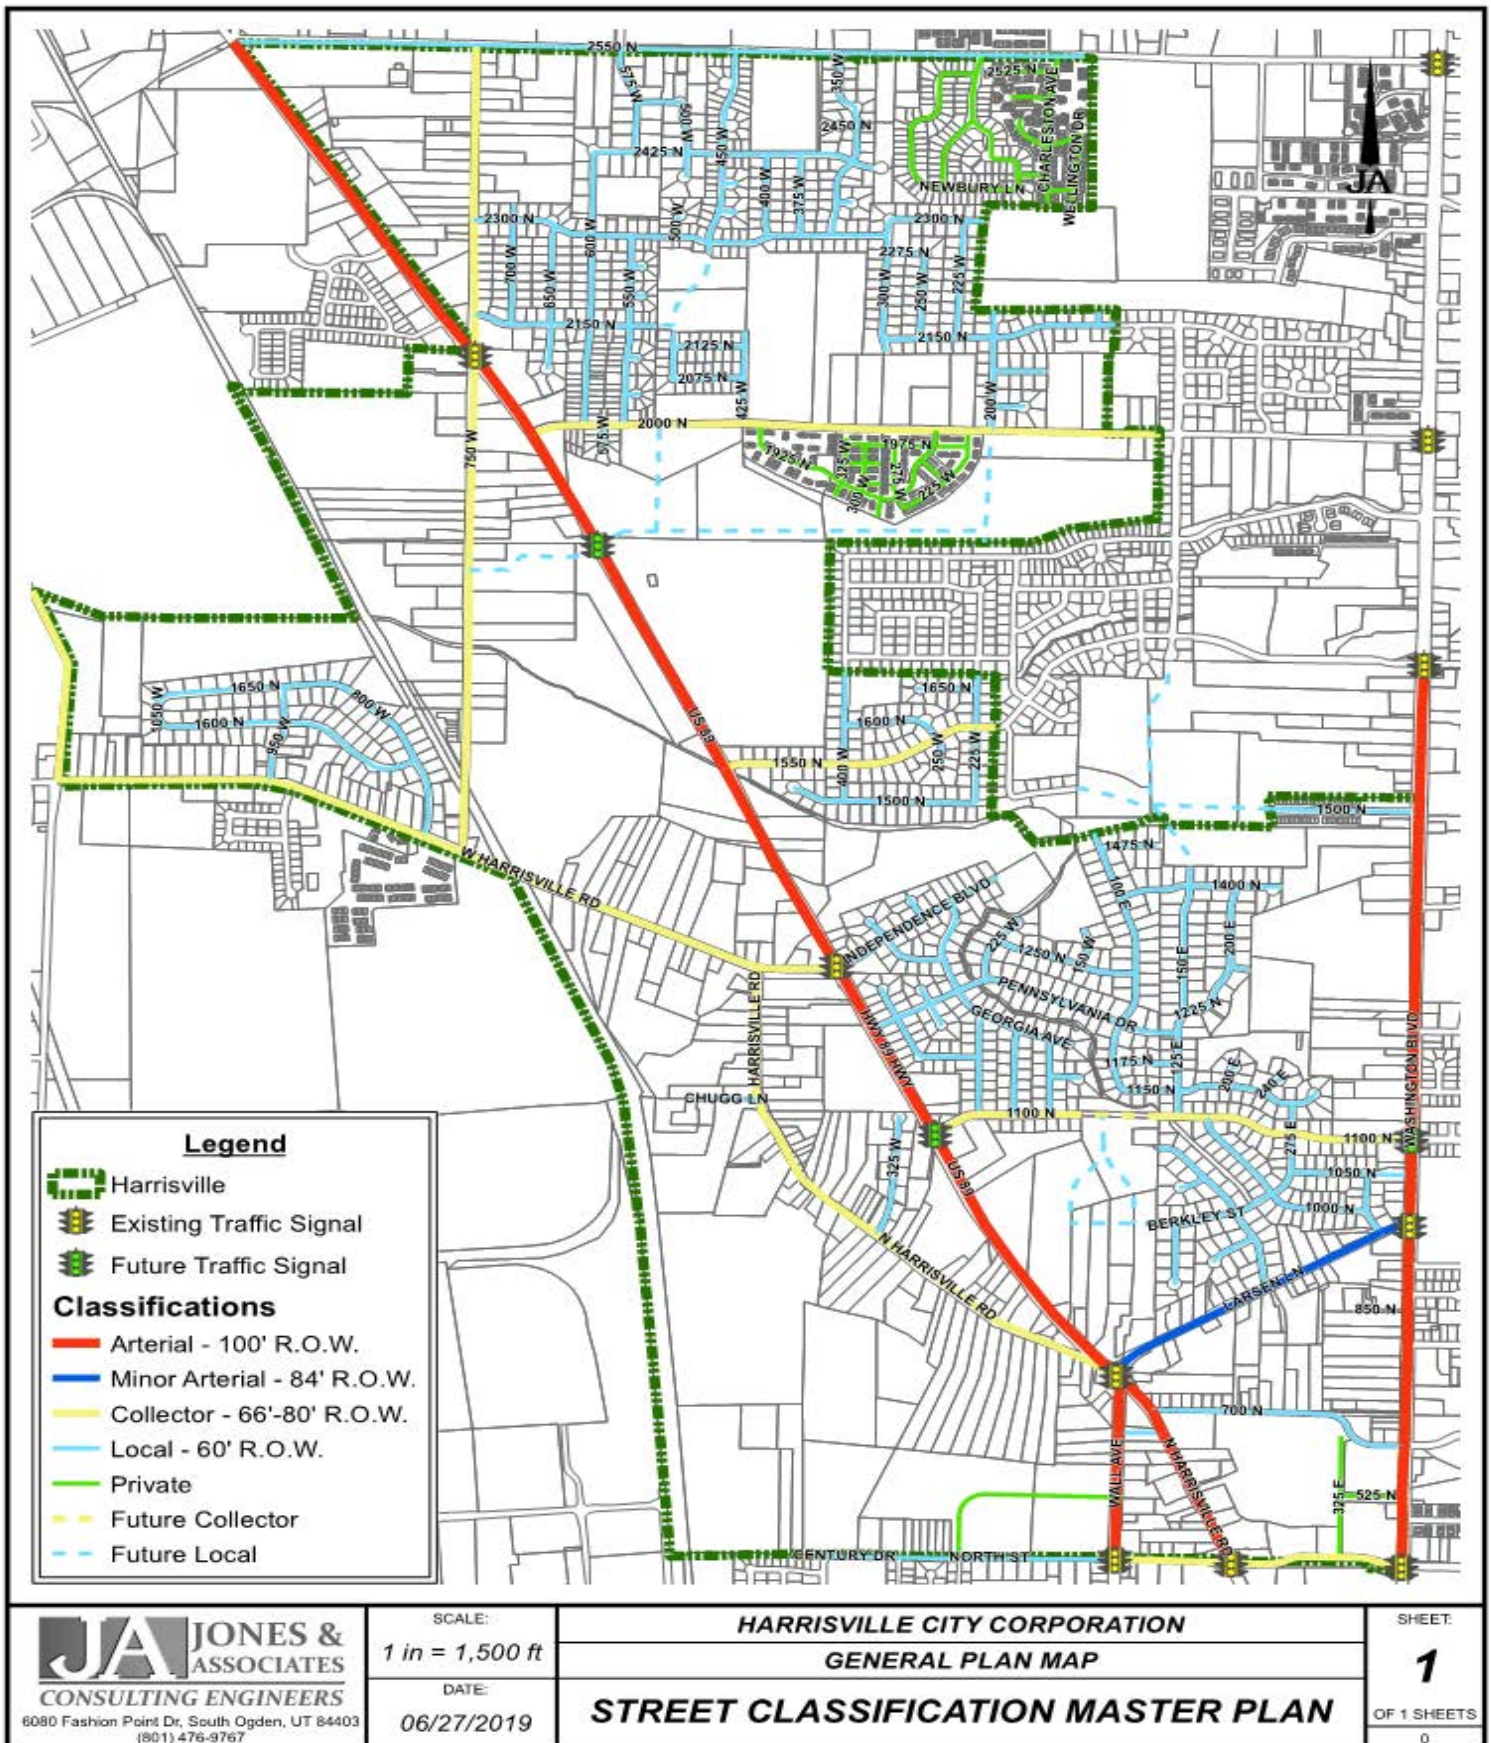 2550 N
575 W
2525 N
CHARLESTON AVE
WELLINGTON DR
350 W
500 W
450 W
2450 N
2425 N
400 W
375 W
NEWBURY LN
JA
2300 N
600 W
500 W
2300 N
700 W
650 W
550 W
2275 N
300 W
250 W
225 W
2150 N
2125 N
2150 N
2075 N
425 W
200 W
750 W
575 W
2000 N
1925 N
325 W
1975 N
275 W
300 W
225 W
1650 N
1050 W
1600 N
950 W
800 W
US 89
1650 N
1600 N
400 W
250 W
225 W
1550 N
1500 N
1500 N
W HARRISVILLE RD
1475 N
100 E
1400 N
INDEPENDENCE BLVD
225 W
1250 N
150 W
150 E
200 E
PENNSYLVANIA DR
1225 N
GEORGIA AVE
HARRISVILLE RD
HWY 89 HWY
1175 N
125 E
WASHINGTON BLVD
1150 N
200 E
240 E
CHUGG LN
1100 N
1100 N
275 E
325 W
US 89
1050 N
1000 N
BERKLEY ST
N HARRISVILLE RD
LARSEN LN
850 N
700 N
WALL AVE
N HARRISVILLE RD
325 E
525 N
CENTURY DR
NORTH ST
Legend
Harrisville
Existing Traffic Signal
Future Traffic Signal
Classifications
Arterial - 100' R.O.W.
Minor Arterial - 84' R.O.W.
Collector - 66'-80' R.O.W.
Local - 60' R.O.W.
Private
Future Collector
Future Local
JA JONES &
ASSOCIATES
CONSULTING ENGINEERS
6080 Fashion Point Dr, South Ogden, UT 84403
(801) 476-9767
SCALE:
1 in = 1,500 ft
DATE:
06/27/2019
HARRISVILLE CITY CORPORATION
GENERAL PLAN MAP
STREET CLASSIFICATION MASTER PLAN
SHEET:
1
OF 1 SHEETS
0